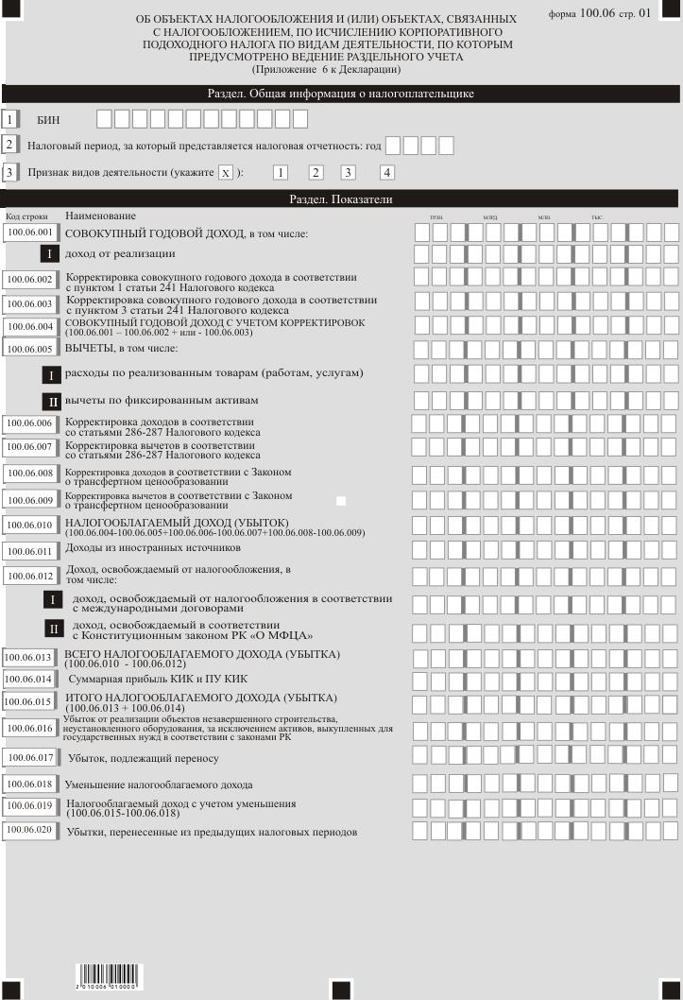 форма 100.06 стр. 01
ОБ ОБЪЕКТАХ НАЛОГООБЛОЖЕНИЯ И (ИЛИ) ОБЪЕКТАХ, СВЯЗАННЫХ
С НАЛОГООБЛОЖЕНИЕМ, ПО ИСЧИСЛЕНИЮ КОРПОРАТИВНОГО
ПОДОХОДНОГО НАЛОГА ПО ВИДАМ ДЕЯТЕЛЬНОСТИ, ПО КОТОРЫМ
ПРЕДУСМОТРЕНО ВЕДЕНИЕ РАЗДЕЛЬНОГО УЧЕТА
(Приложение 6 к Декларации)
Раздел. Общая информация о налогоплательщике
1 БИН
2 Налоговый период, за который представляется налоговая отчетность: год
3 Признак видов деятельности (укажите X ): 1 2 3 4
Раздел. Показатели
Код строки Наименование трлн. млрд. млн. тыс.
100.06.001 СОВОКУПНЫЙ ГОДОВОЙ ДОХОД, в том числе:
I доход от реализации
100.06.002 Корректировка совокупного годового дохода в соответствии
с пунктом 1 статьи 241 Налогового кодекса
100.06.003 Корректировка совокупного годового дохода в соответствии
с пунктом 3 статьи 241 Налогового кодекса
100.06.004 СОВОКУПНЫЙ ГОДОВОЙ ДОХОД С УЧЕТОМ КОРРЕКТИРОВОК
(100.06.001 – 100.06.002 + или - 100.06.003)
100.06.005 ВЫЧЕТЫ, в том числе:
I расходы по реализованным товарам (работам, услугам)
II вычеты по фиксированным активам
100.06.006 Корректировка доходов в соответствии
со статьями 286-287 Налогового кодекса
100.06.007 Корректировка вычетов в соответствии
со статьями 286-287 Налогового кодекса
100.06.008 Корректировка доходов в соответствии с Законом
о трансфертном ценообразовании
100.06.009 Корректировка вычетов в соответствии с Законом
о трансфертном ценообразовании
100.06.010 НАЛОГООБЛАГАЕМЫЙ ДОХОД (УБЫТОК)
(100.06.004-100.06.005+100.06.006-100.06.007+100.06.008-100.06.009)
100.06.011 Доходы из иностранных источников
100.06.012 Доход, освобождаемый от налогообложения, в
том числе:
I доход, освобождаемый от налогообложения в соответствии
с международными договорами
II доход, освобождаемый в соответствии
с Конституционным законом РК «О МФЦА»
100.06.013 ВСЕГО НАЛОГООБЛАГАЕМОГО ДОХОДА (УБЫТКА)
(100.06.010 - 100.06.012)
100.06.014 Суммарная прибыль КИК и ПУ КИК
100.06.015 ИТОГО НАЛОГООБЛАГАЕМОГО ДОХОДА (УБЫТКА)
(100.06.013 + 100.06.014)
100.06.016 Убыток от реализации объектов незавершенного строительства,
неустановленного оборудования, за исключением активов, выкупленных для
государственных нужд в соответствии с законами РК
100.06.017 Убыток, подлежащий переносу
100.06.018 Уменьшение налогооблагаемого дохода
100.06.019 Налогооблагаемый доход с учетом уменьшения
(100.06.015-100.06.018)
100.06.020 Убытки, перенесенные из предыдущих налоговых периодов
2 010006 010000